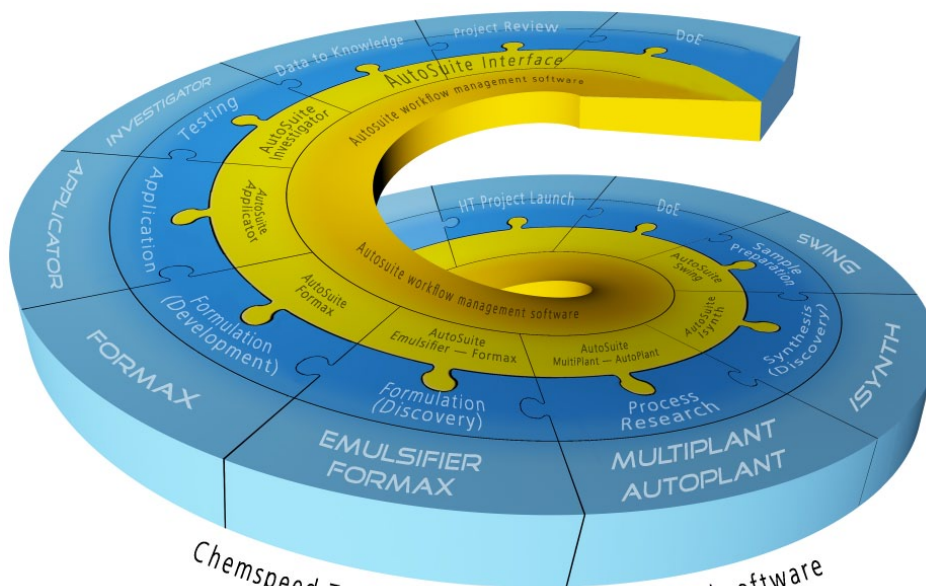 Project Review
DoE
Data to Knowledge
AutoSuite Interface
INVESTIGATOR
Testing
AutoSuite
Investigator
Autosuite workflow management software
APPLICATOR
Application
AutoSuite
Applicator
HT Project Launch
DoE
Sample
Preparation
SWING
AutoSuite
Swing
Autosuite workflow management software
FORMAX
Formulation
(Development)
AutoSuite
Formax
AutoSuite
Emulsifier — Formax
AutoSuite
MultiPlant — AutoPlant
AutoSuite
Isynth
Synthesis
(Discovery)
ISYNTH
Formulation
(Discovery)
Process
Research
EMULSIFIER
FORMAX
MULTIPLANT
AUTOPLANT
Chemspeed
software